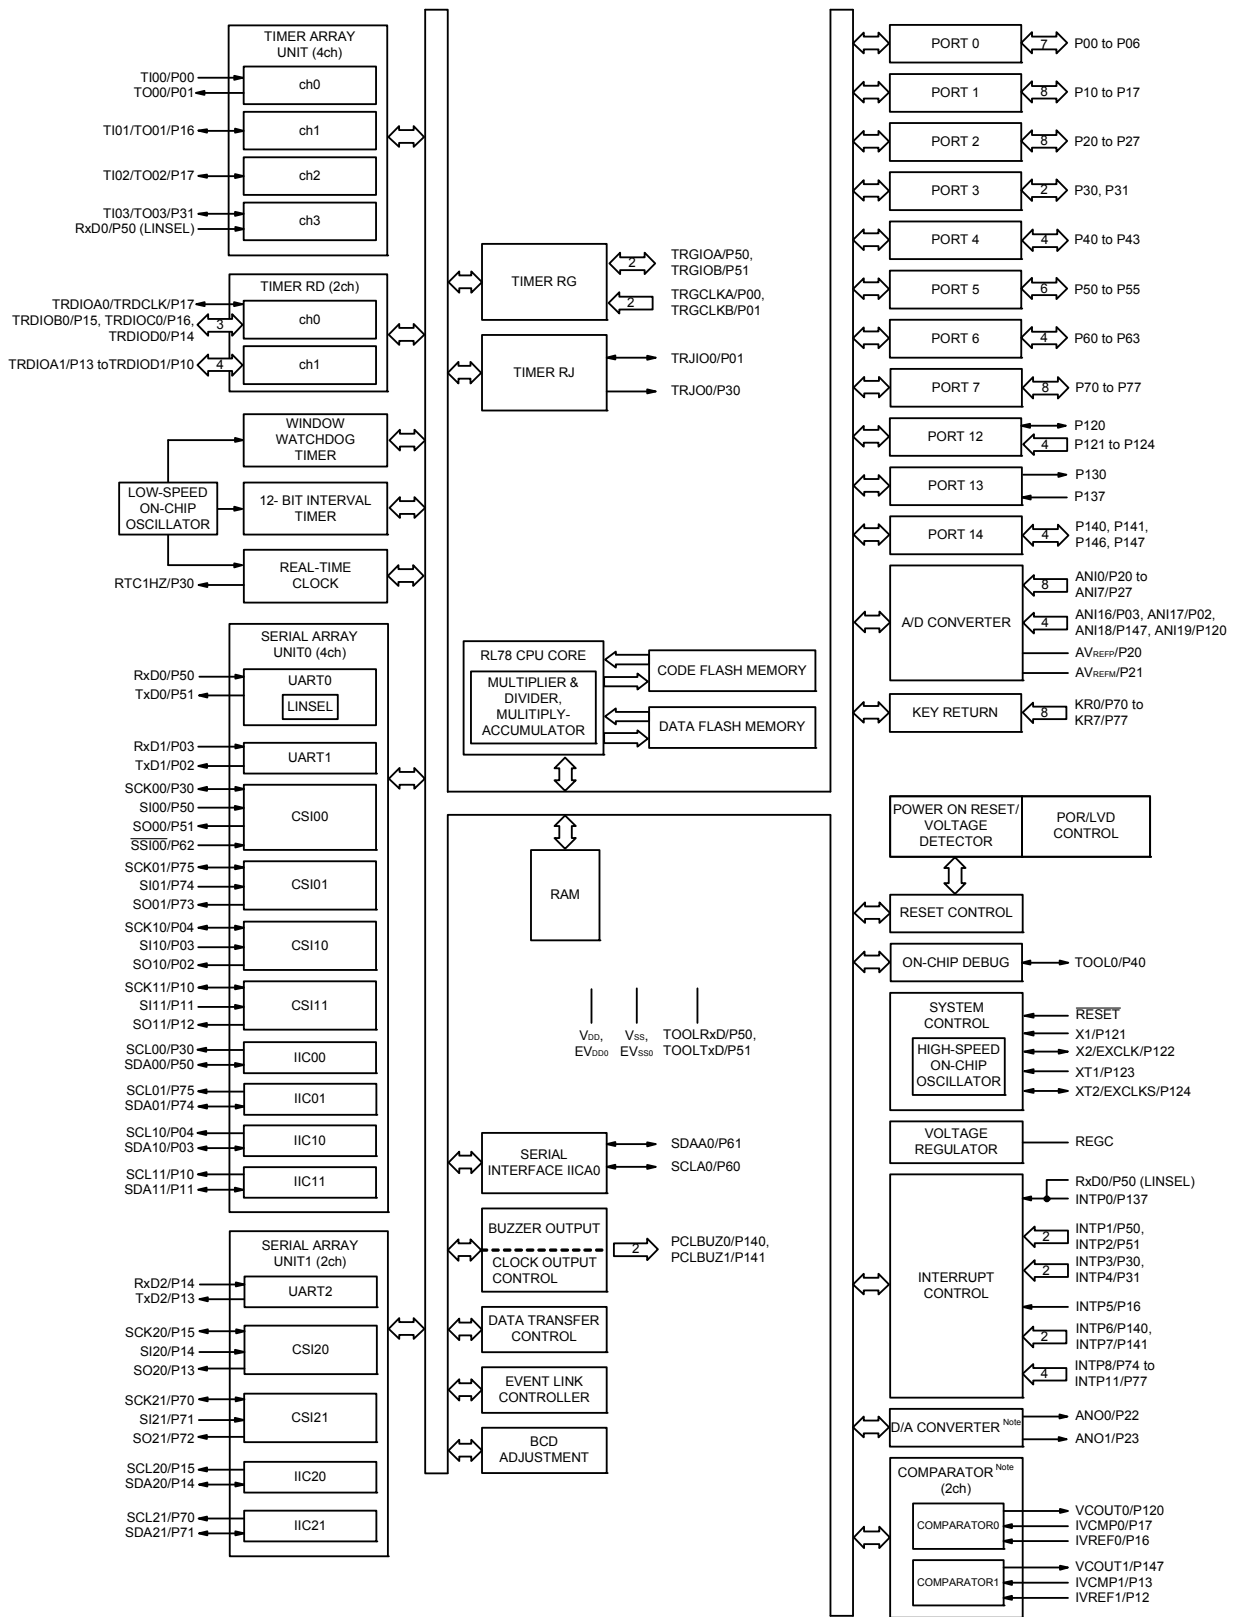 TIMER ARRAY
UNIT (4ch)
TI00/P00
TO00/P01
ch0
TI01/TO01/P16
ch1
TI02/TO02/P17
ch2
TI03/TO03/P31
RxD0/P50 (LINSEL)
ch3
TIMER RD (2ch)
TRDIOA0/TRDCLK/P17
TRDIOB0/P15, TRDIOC0/P16,
TRDIOD0/P14
3
ch0
TRDIOA1/P13 toTRDIOD1/P10
4
ch1
WINDOW
WATCHDOG
TIMER
LOW-SPEED
ON-CHIP
OSCILLATOR
12- BIT INTERVAL
TIMER
RTC1HZ/P30
REAL-TIME
CLOCK
SERIAL ARRAY
UNIT0 (4ch)
RxD0/P50
TxD0/P51
UART0
LINSEL
RxD1/P03
TxD1/P02
UART1
SCK00/P30
SI00/P50
SO00/P51
SSI00/P62
CSI00
SCK01/P75
SI01/P74
SO01/P73
CSI01
SCK10/P04
SI10/P03
SO10/P02
CSI10
SCK11/P10
SI11/P11
SO11/P12
CSI11
SCL00/P30
SDA00/P50
IIC00
SCL01/P75
SDA01/P74
IIC01
SCL10/P04
SDA10/P03
IIC10
SCL11/P10
SDA11/P11
IIC11
SERIAL ARRAY
UNIT1 (2ch)
RxD2/P14
TxD2/P13
UART2
SCK20/P15
SI20/P14
SO20/P13
CSI20
SCK21/P70
SI21/P71
SO21/P72
CSI21
SCL20/P15
SDA20/P14
IIC20
SCL21/P70
SDA21/P71
IIC21
TIMER RG
2
TRGIOA/P50,
TRGIOB/P51
2
TRGCLKA/P00,
TRGCLKB/P01
TIMER RJ
TRJIO0/P01
TRJO0/P30
RL78 CPU CORE
MULTIPLIER &
DIVIDER,
MULITIPLY-
ACCUMULATOR
CODE FLASH MEMORY
DATA FLASH MEMORY
RAM
VDD,
EVDD0
VSS,
EVSS0
TOOLRxD/P50,
TOOLTxD/P51
SERIAL
INTERFACE IICA0
SDAA0/P61
SCLA0/P60
BUZZER OUTPUT
CLOCK OUTPUT
CONTROL
2
PCLBUZ0/P140,
PCLBUZ1/P141
DATA TRANSFER
CONTROL
EVENT LINK
CONTROLLER
BCD
ADJUSTMENT
PORT 0
7
P00 to P06
PORT 1
8
P10 to P17
PORT 2
8
P20 to P27
PORT 3
2
P30, P31
PORT 4
4
P40 to P43
PORT 5
6
P50 to P55
PORT 6
4
P60 to P63
PORT 7
8
P70 to P77
PORT 12
P120
4
P121 to P124
PORT 13
P130
P137
PORT 14
4
P140, P141,
P146, P147
A/D CONVERTER
8
ANI0/P20 to
ANI7/P27
4
ANI16/P03, ANI17/P02,
ANI18/P147, ANI19/P120
AVREFP/P20
AVREFM/P21
KEY RETURN
8
KR0/P70 to
KR7/P77
POWER ON RESET/
VOLTAGE
DETECTOR
POR/LVD
CONTROL
RESET CONTROL
ON-CHIP DEBUG
TOOL0/P40
SYSTEM
CONTROL
HIGH-SPEED
ON-CHIP
OSCILLATOR
RESET
X1/P121
X2/EXCLK/P122
XT1/P123
XT2/EXCLKS/P124
VOLTAGE
REGULATOR
REGC
INTERRUPT
CONTROL
RxD0/P50 (LINSEL)
INTP0/P137
2
INTP1/P50,
INTP2/P51
2
INTP3/P30,
INTP4/P31
INTP5/P16
2
INTP6/P140,
INTP7/P141
4
INTP8/P74 to
INTP11/P77
D/A CONVERTER Note
ANO0/P22
ANO1/P23
COMPARATOR Note
(2ch)
COMPARATOR0
VCOUT0/P120
IVCMP0/P17
IVREF0/P16
COMPARATOR1
VCOUT1/P147
IVCMP1/P13
IVREF1/P12